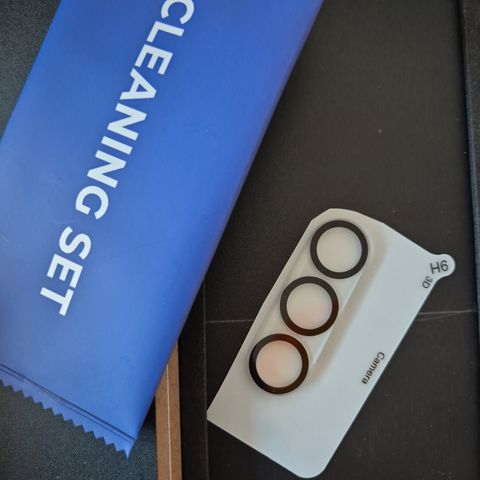 CLEANING SET
9H
3D
Camera